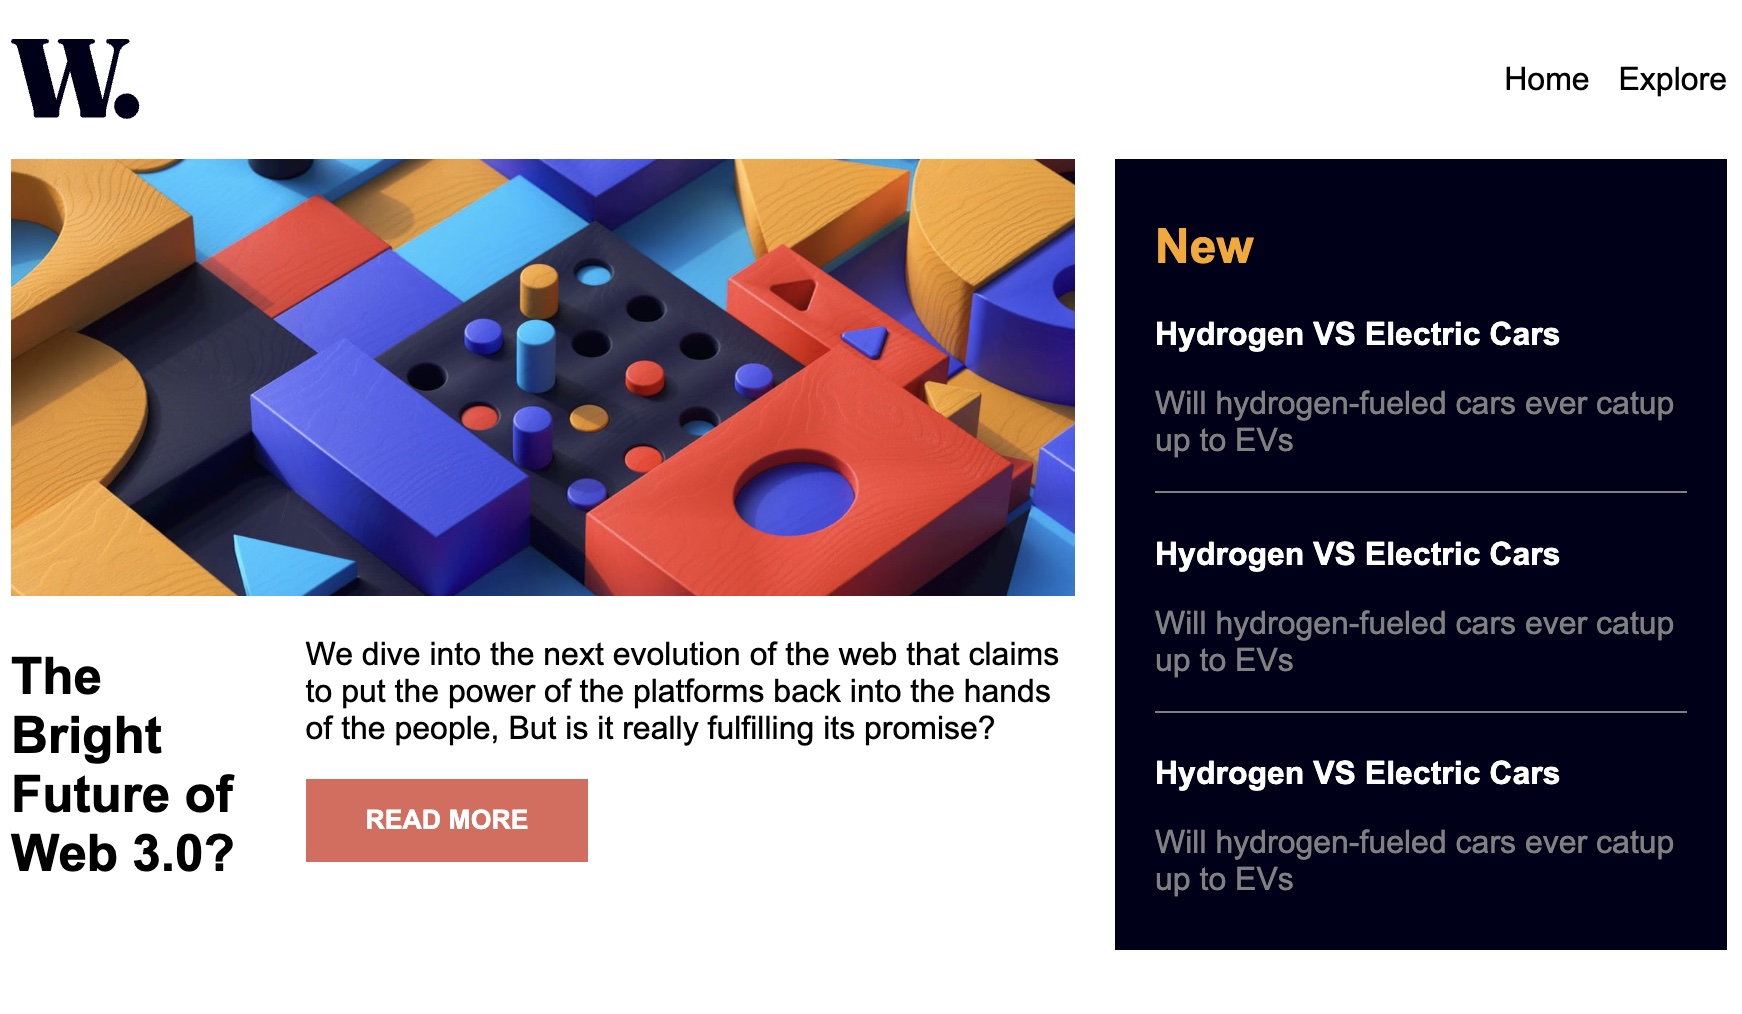 W.
Home Explore
The
Bright
Future of
Web 3.0?
We dive into the next evolution of the web that claims
to put the power of the platforms back into the hands
of the people, But is it really fulfilling its promise?
READ MORE
New
Hydrogen VS Electric Cars
Will hydrogen-fueled cars ever catup
up to EVs
Hydrogen VS Electric Cars
Will hydrogen-fueled cars ever catup
up to EVs
Hydrogen VS Electric Cars
Will hydrogen-fueled cars ever catup
up to EVs